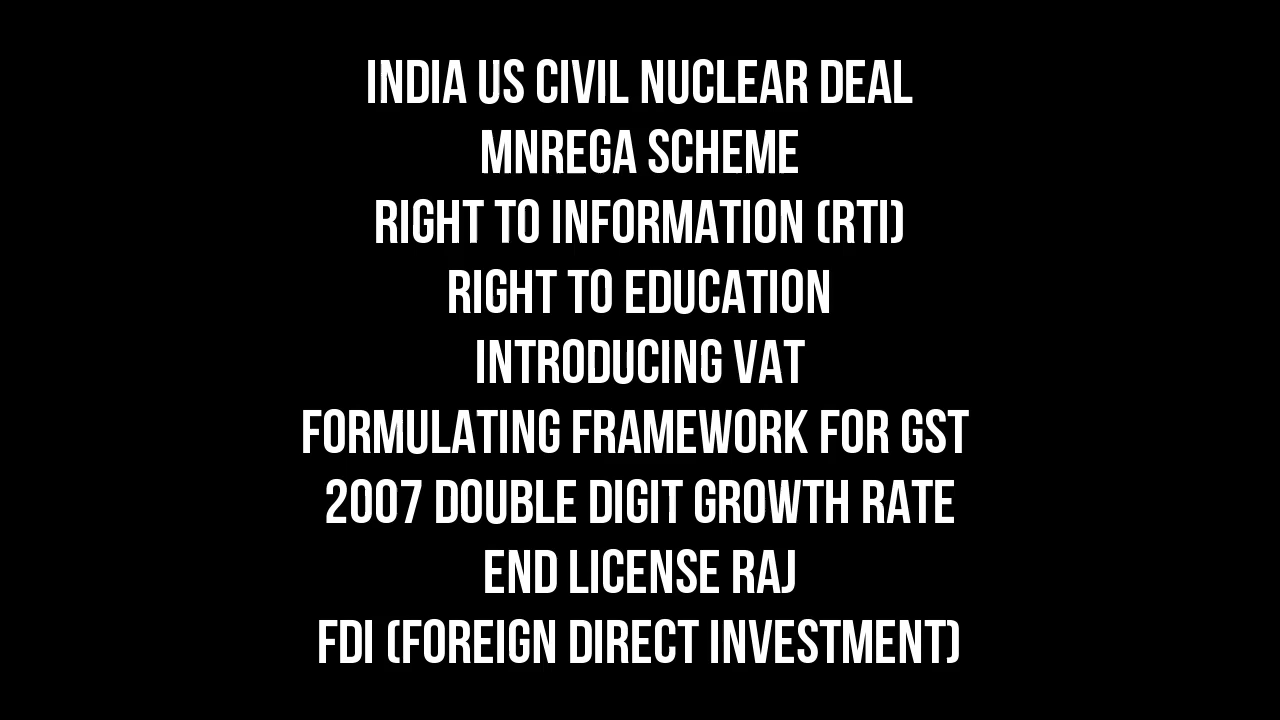 INDIA US CIVIL NUCLEAR DEAL
MNREGA SCHEME
RIGHT TO INFORMATION (RTI)
RIGHT TO EDUCATION
INTRODUCING VAT
FORMULATING FRAMEWORK FOR GST
2007 DOUBLE DIGIT GROWTH RATE
END LICENSE RAJ
FDI (FOREIGN DIRECT INVESTMENT)